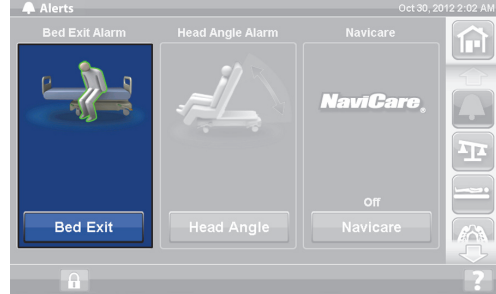 Alerts
Oct 30, 2012 2:02 AM
Bed Exit Alarm
Head Angle Alarm
Navicare
NaviCare®
Off
Bed Exit
Head Angle
Navicare
?